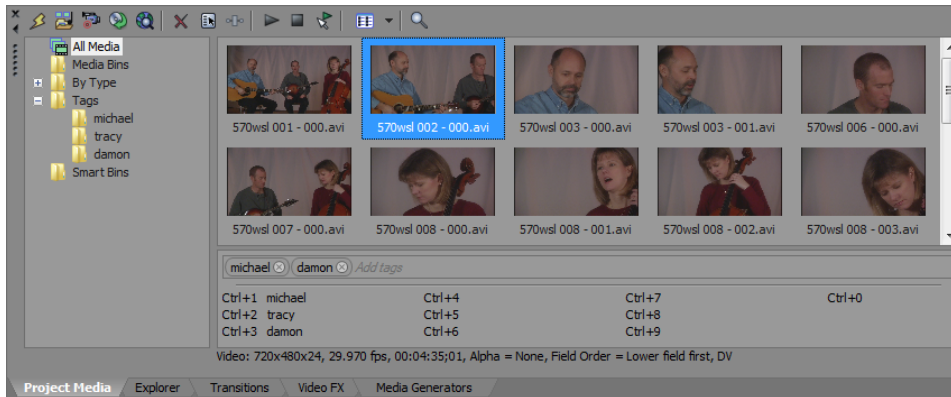 All Media
Media Bins
By Type
Tags
michael
tracy
damon
Smart Bins
570wsl 001 - 000.avi
570wsl 002 - 000.avi
570wsl 003 - 000.avi
570wsl 003 - 001.avi
570wsl 006 - 000.avi
570wsl 007 - 000.avi
570wsl 008 - 000.avi
570wsl 008 - 001.avi
570wsl 008 - 002.avi
570wsl 008 - 003.avi
michael damon Add tags
Ctrl+1 michael Ctrl+4 Ctrl+7 Ctrl+0
Ctrl+2 tracy Ctrl+5 Ctrl+8
Ctrl+3 damon Ctrl+6 Ctrl+9
Video: 720x480x24, 29.970 fps, 00:04:35;01, Alpha = None, Field Order = Lower field first, DV
Project Media Explorer Transitions Video FX Media Generators